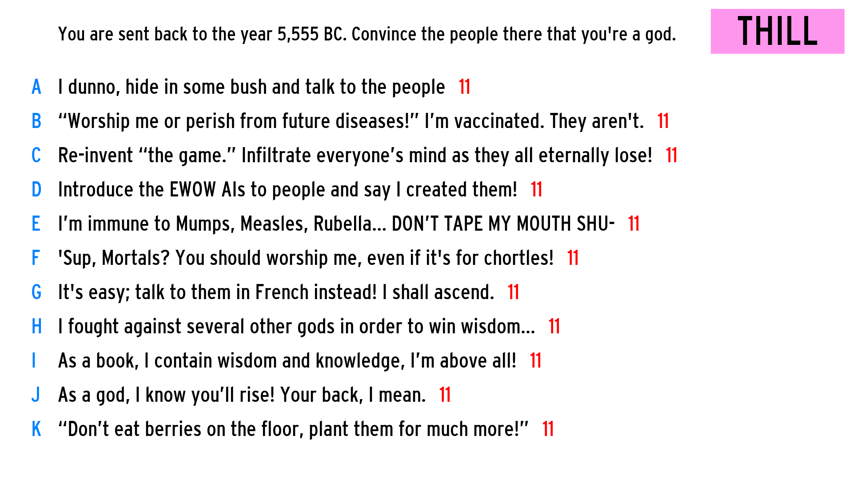 You are sent back to the year 5,555 BC. Convince the people there that you're a god.
THILL
A I dunno, hide in some bush and talk to the people 11
B “Worship me or perish from future diseases!” I’m vaccinated. They aren't. 11
C Re-invent “the game.” Infiltrate everyone’s mind as they all eternally lose! 11
D Introduce the EWOW AIs to people and say I created them! 11
E I’m immune to Mumps, Measles, Rubella... DON’T TAPE MY MOUTH SHU- 11
F 'Sup, Mortals? You should worship me, even if it's for chortles! 11
G It's easy; talk to them in French instead! I shall ascend. 11
H I fought against several other gods in order to win wisdom... 11
I As a book, I contain wisdom and knowledge, I’m above all! 11
J As a god, I know you’ll rise! Your back, I mean. 11
K “Don’t eat berries on the floor, plant them for much more!” 11